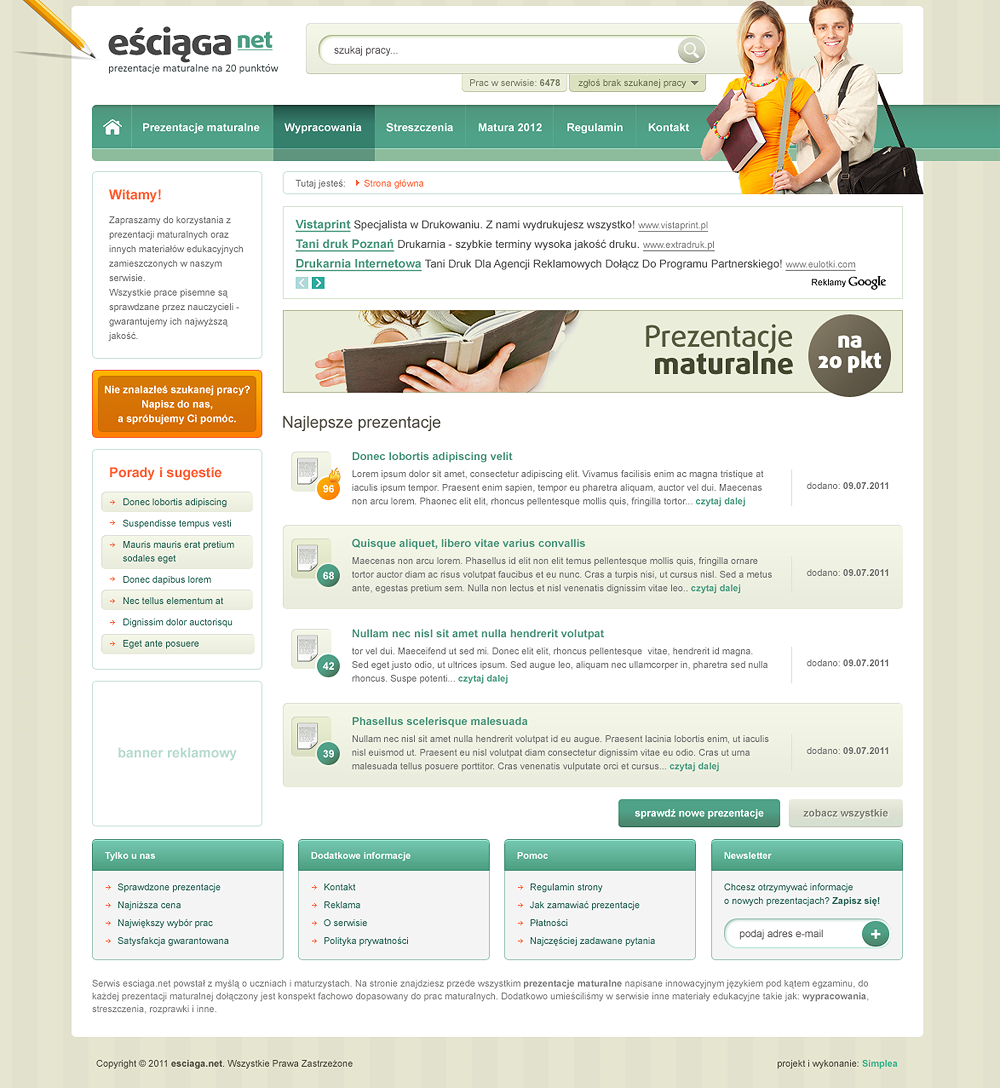 eściąga net
prezentacje maturalne na 20 punktów
szukaj pracy...
Prac w serwisie: 6478
zgłoś brak szukanej pracy
Prezentacje maturalne
Wypracowania
Streszczenia
Matura 2012
Regulamin
Kontakt
Witamy!
Zapraszamy do korzystania z
prezentacji maturalnych oraz
innych materiałów edukacyjnych
zamieszczonych w naszym
serwisie.
Wszystkie prace pisemne są
sprawdzane przez nauczycieli -
gwarantujemy ich najwyższą
jakość.
Nie znalazłeś szukanej pracy?
Napisz do nas,
a spróbujemy Ci pomóc.
Porady i sugestie
Donec lobortis adipiscing
Suspendisse tempus vesti
Mauris mauris erat pretium
sodales eget
Donec dapibus lorem
Nec tellus elementum at
Dignissim dolor auctorisqu
Eget ante posuere
banner reklamowy
Tutaj jesteś: Strona główna
Vistaprint Specjalista w Drukowaniu. Z nami wydrukujesz wszystko! www.vistaprint.pl
Tani druk Poznań Drukarnia - szybkie terminy wysoka jakość druku. www.extradruk.pl
Drukarnia Internetowa Tani Druk Dla Agencji Reklamowych Dołącz Do Programu Partnerskiego! www.eulotki.com
Reklamy Google
Prezentacje
maturalne
na
20 pkt
Najlepsze prezentacje
96
Donec lobortis adipiscing velit
Lorem ipsum dolor sit amet, consectetur adipiscing elit. Vivamus facilisis enim ac magna tristique at
iaculis ipsum tempor. Praesent enim sapien, tempor eu pharetra aliquam, auctor vel dui. Maecenas
non arcu lorem. Phaonec elit elit, rhoncus pellentesque mollis quis, fringilla tortor... czytaj dalej
dodano: 09.07.2011
68
Quisque aliquet, libero vitae varius convallis
Maecenas non arcu lorem. Phasellus id elit non elit temus pellentesque mollis quis, fringilla ornare
tortor auctor diam ac risus volutpat faucibus et eu nunc. Cras a turpis nisi, ut cursus nisl. Sed a metus
ante, egestas pretium sem. Nulla non lectus et nisl venenatis dignissim vitae leo.. czytaj dalej
dodano: 09.07.2011
42
Nullam nec nisl sit amet nulla hendrerit volutpat
tor vel dui. Maeceifend ut sed mi. Donec elit elit, rhoncus pellentesque vitae, hendrerit id magna.
Sed eget justo odio, ut ultrices ipsum. Sed augue leo, aliquam nec ullamcorper in, pharetra sed nulla
rhoncus. Suspe potenti... czytaj dalej
dodano: 09.07.2011
39
Phasellus scelerisque malesuada
Nullam nec nisl sit amet nulla hendrerit volutpat id eu augue. Praesent lacinia lobortis enim, ut iaculis
nisl euismod ut. Praesent eu nisl volutpat diam consectetur dignissim vitae eu odio. Cras ut urna
malesuada tellus posuere porttitor. Cras venenatis vulputate orci et cursus... czytaj dalej
dodano: 09.07.2011
sprawdź nowe prezentacje
zobacz wszystkie
Tylko u nas
Sprawdzone prezentacje
Najniższa cena
Największy wybór prac
Satysfakcja gwarantowana
Dodatkowe informacje
Kontakt
Reklama
O serwisie
Polityka prywatności
Pomoc
Regulamin strony
Jak zamawiać prezentacje
Płatności
Najczęściej zadawane pytania
Newsletter
Chcesz otrzymywać informacje
o nowych prezentacjach? Zapisz się!
podaj adres e-mail
Serwis esciaga.net powstał z myślą o uczniach i maturzystach. Na stronie znajdziesz przede wszystkim prezentacje maturalne napisane innowacyjnym językiem pod kątem egzaminu, do
każdej prezentacji maturalnej dołączony jest konspekt fachowo dopasowany do prac maturalnych. Dodatkowo umieściliśmy w serwisie inne materiały edukacyjne takie jak: wypracowania,
streszczenia, rozprawki i inne.
Copyright © 2011 esciaga.net. Wszystkie Prawa Zastrzeżone
projekt i wykonanie: Simplea